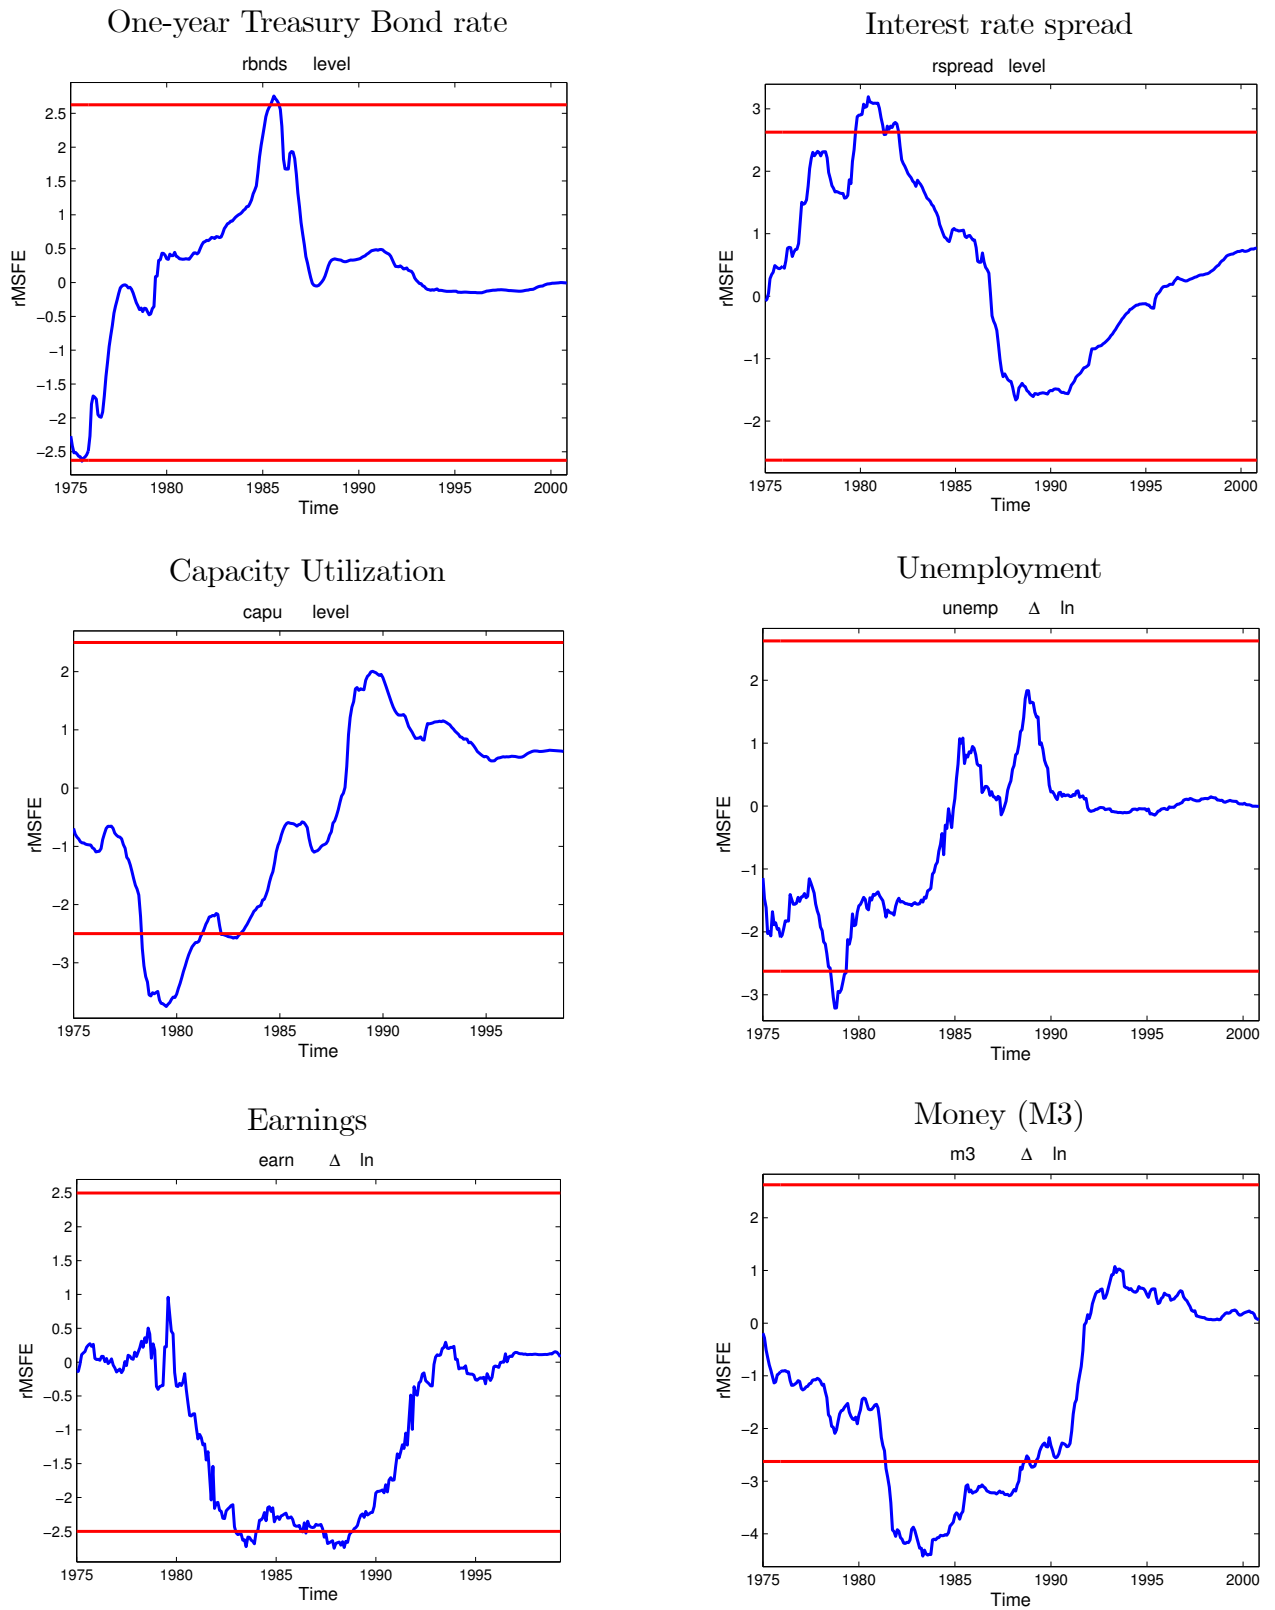 One-year Treasury Bond rate
rbnds level
2.5
2
1.5
1
0.5
0
−0.5
−1
−1.5
−2
−2.5
rMSFE
1975 1980 1985 1990 1995 2000
Time
Interest rate spread
rspread level
3
2
1
0
−1
−2
rMSFE
1975 1980 1985 1990 1995 2000
Time
Capacity Utilization
capu level
2
1
0
−1
−2
−3
rMSFE
1975 1980 1985 1990 1995
Time
Unemployment
unemp Δ ln
2
1
0
−1
−2
−3
rMSFE
1975 1980 1985 1990 1995 2000
Time
Earnings
earn Δ ln
2.5
2
1.5
1
0.5
0
−0.5
−1
−1.5
−2
−2.5
rMSFE
1975 1980 1985 1990 1995
Time
Money (M3)
m3 Δ ln
2
1
0
−1
−2
−3
−4
rMSFE
1975 1980 1985 1990 1995 2000
Time